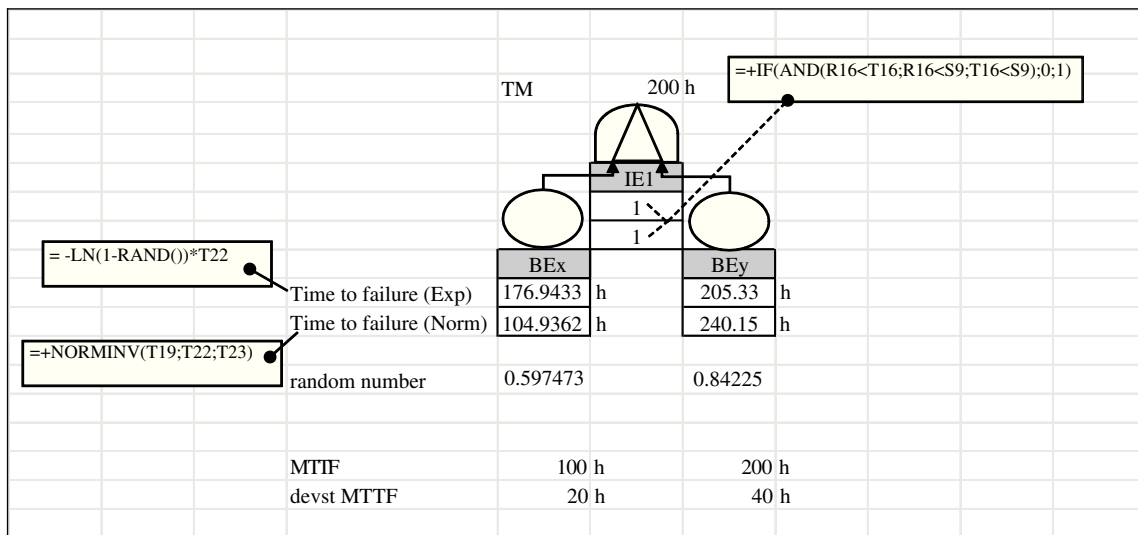 =+IF(AND(R16<T16;R16<S9;T16<S9);0;1)
TM 200 h
IE1
1
1
= -LN(1-RAND())*T22
BEx BEy
Time to failure (Exp) 176.9433 h 205.33 h
Time to failure (Norm) 104.9362 h 240.15 h
=+NORMINV(T19;T22;T23)
random number 0.597473 0.84225
MTTF 100 h 200 h
devst MTTF 20 h 40 h